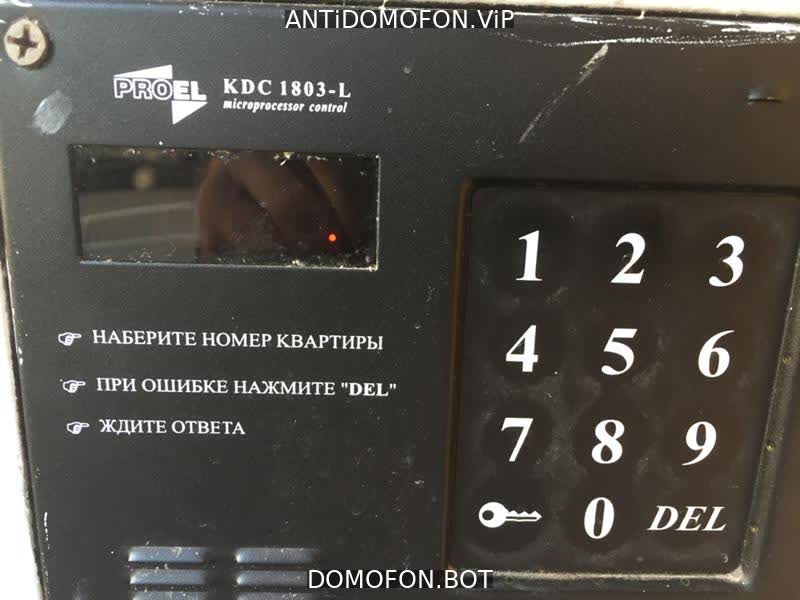 ANTiDOMOFON.ViP
PROEL KDC 1803-L
microprocessor control
1 2 3
НАБЕРИТЕ НОМЕР КВАРТИРЫ
4 5 6
ПРИ ОШИБКЕ НАЖМИТЕ "DEL"
ЖДИТЕ ОТВЕТА
7 8 9
0 DEL
DOMOFON.BOT